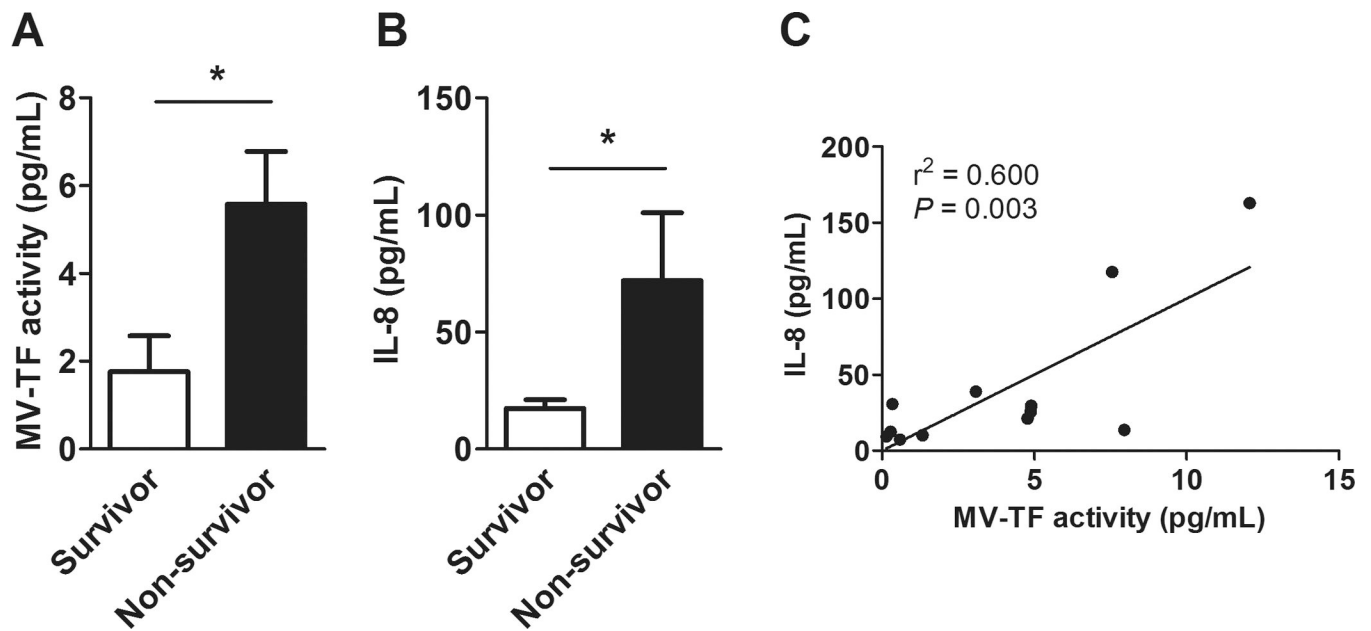 A
MV-TF activity (pg/mL)
8
6
4
2
0
*
Survivor
Non-survivor
B
IL-8 (pg/mL)
150
100
50
0
*
Survivor
Non-survivor
C
IL-8 (pg/mL)
200
150
100
50
0
r² = 0.600
P = 0.003
0 5 10 15
MV-TF activity (pg/mL)